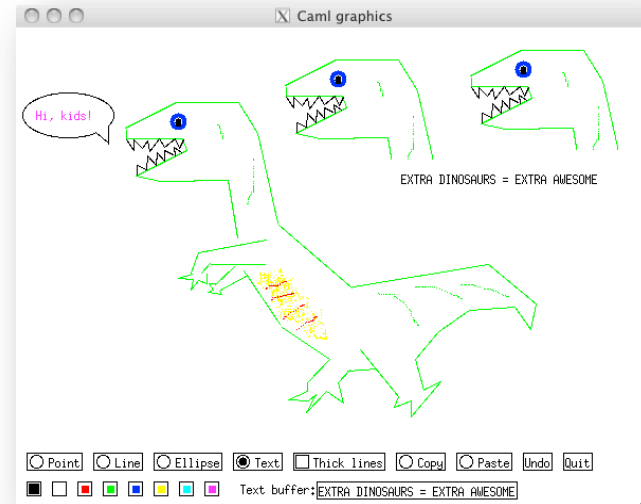 Caml graphics
Hi, kids!
EXTRA DINOSAURS = EXTRA AWESOME
Point Line Ellipse Text Thick lines Copy Paste Undo Quit
Text buffer: EXTRA DINOSAURS = EXTRA AWESOME